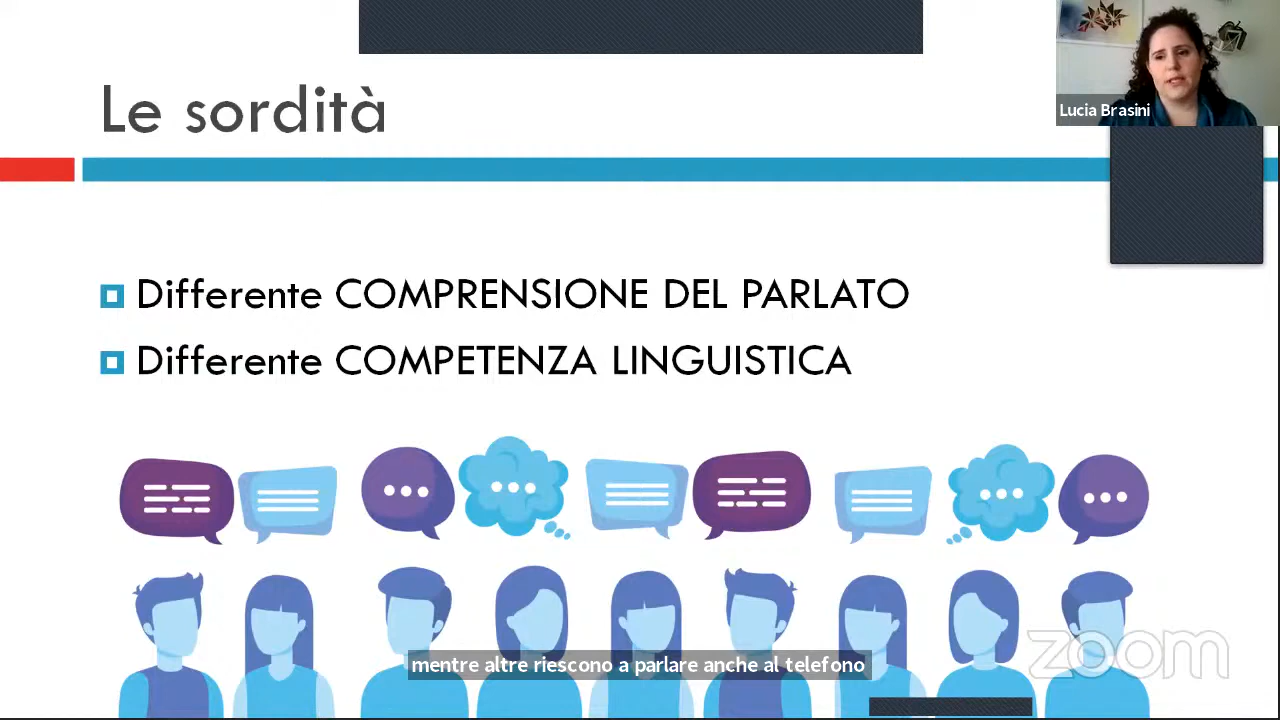 Le sordità
Lucia Brasini
Differente COMPRENSIONE DEL PARLATO
Differente COMPETENZA LINGUISTICA
mentre altre riescono a parlare anche al telefono
zoom